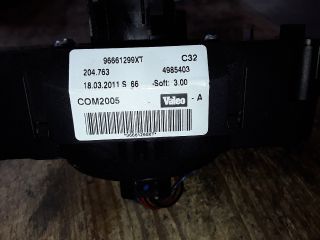 96661299XT C32
204.763 4985403
18.03.2011 S 66 -Soft: 3.00
COM2005 Valeo - A